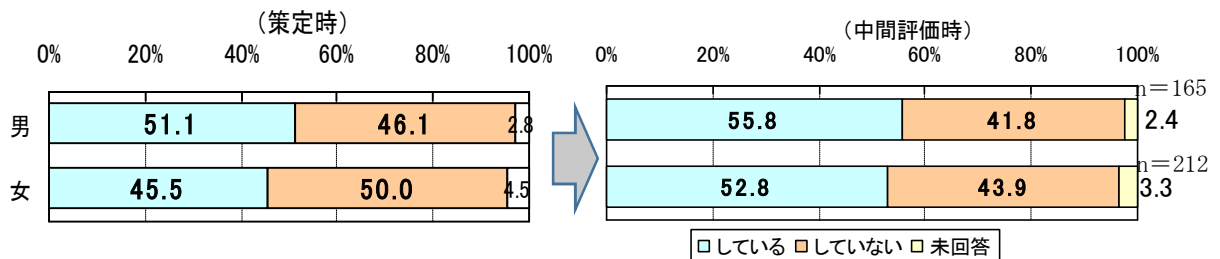 （策定時）
0% 20% 40% 60% 80% 100%
男 51.1 46.1 2.8
女 45.5 50.0 4.5
（中間評価時）
0% 20% 40% 60% 80% 100%
n＝165
55.8 41.8 2.4
n＝212
52.8 43.9 3.3
している していない 未回答